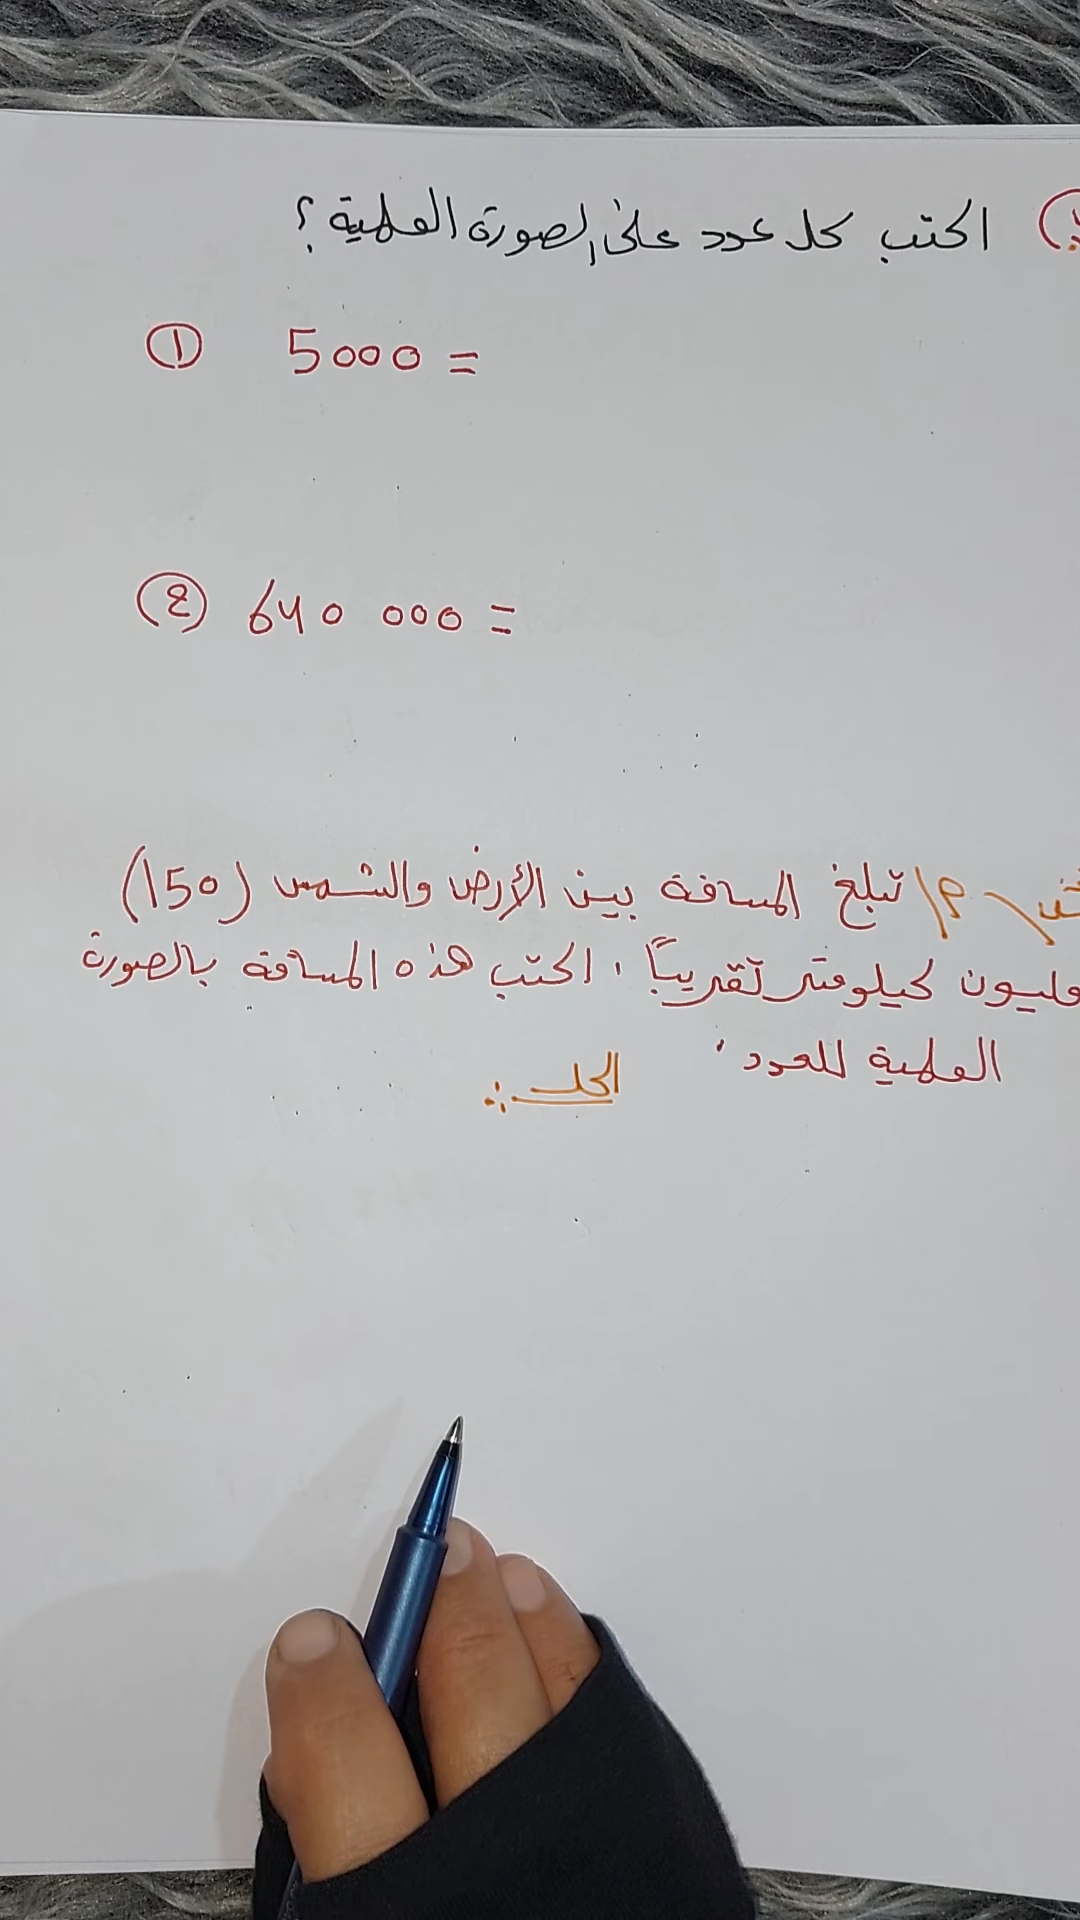 اكتب كل عدد على الصورة العلمية ؟
① 5000 =
② 640 000 =
م/ تبلغ المسافة بين الأرض والشمس (150)
مليون كيلومتر تقريباً، اكتب هذه المسافة بالصورة
العلمية للعدد.
الحل: